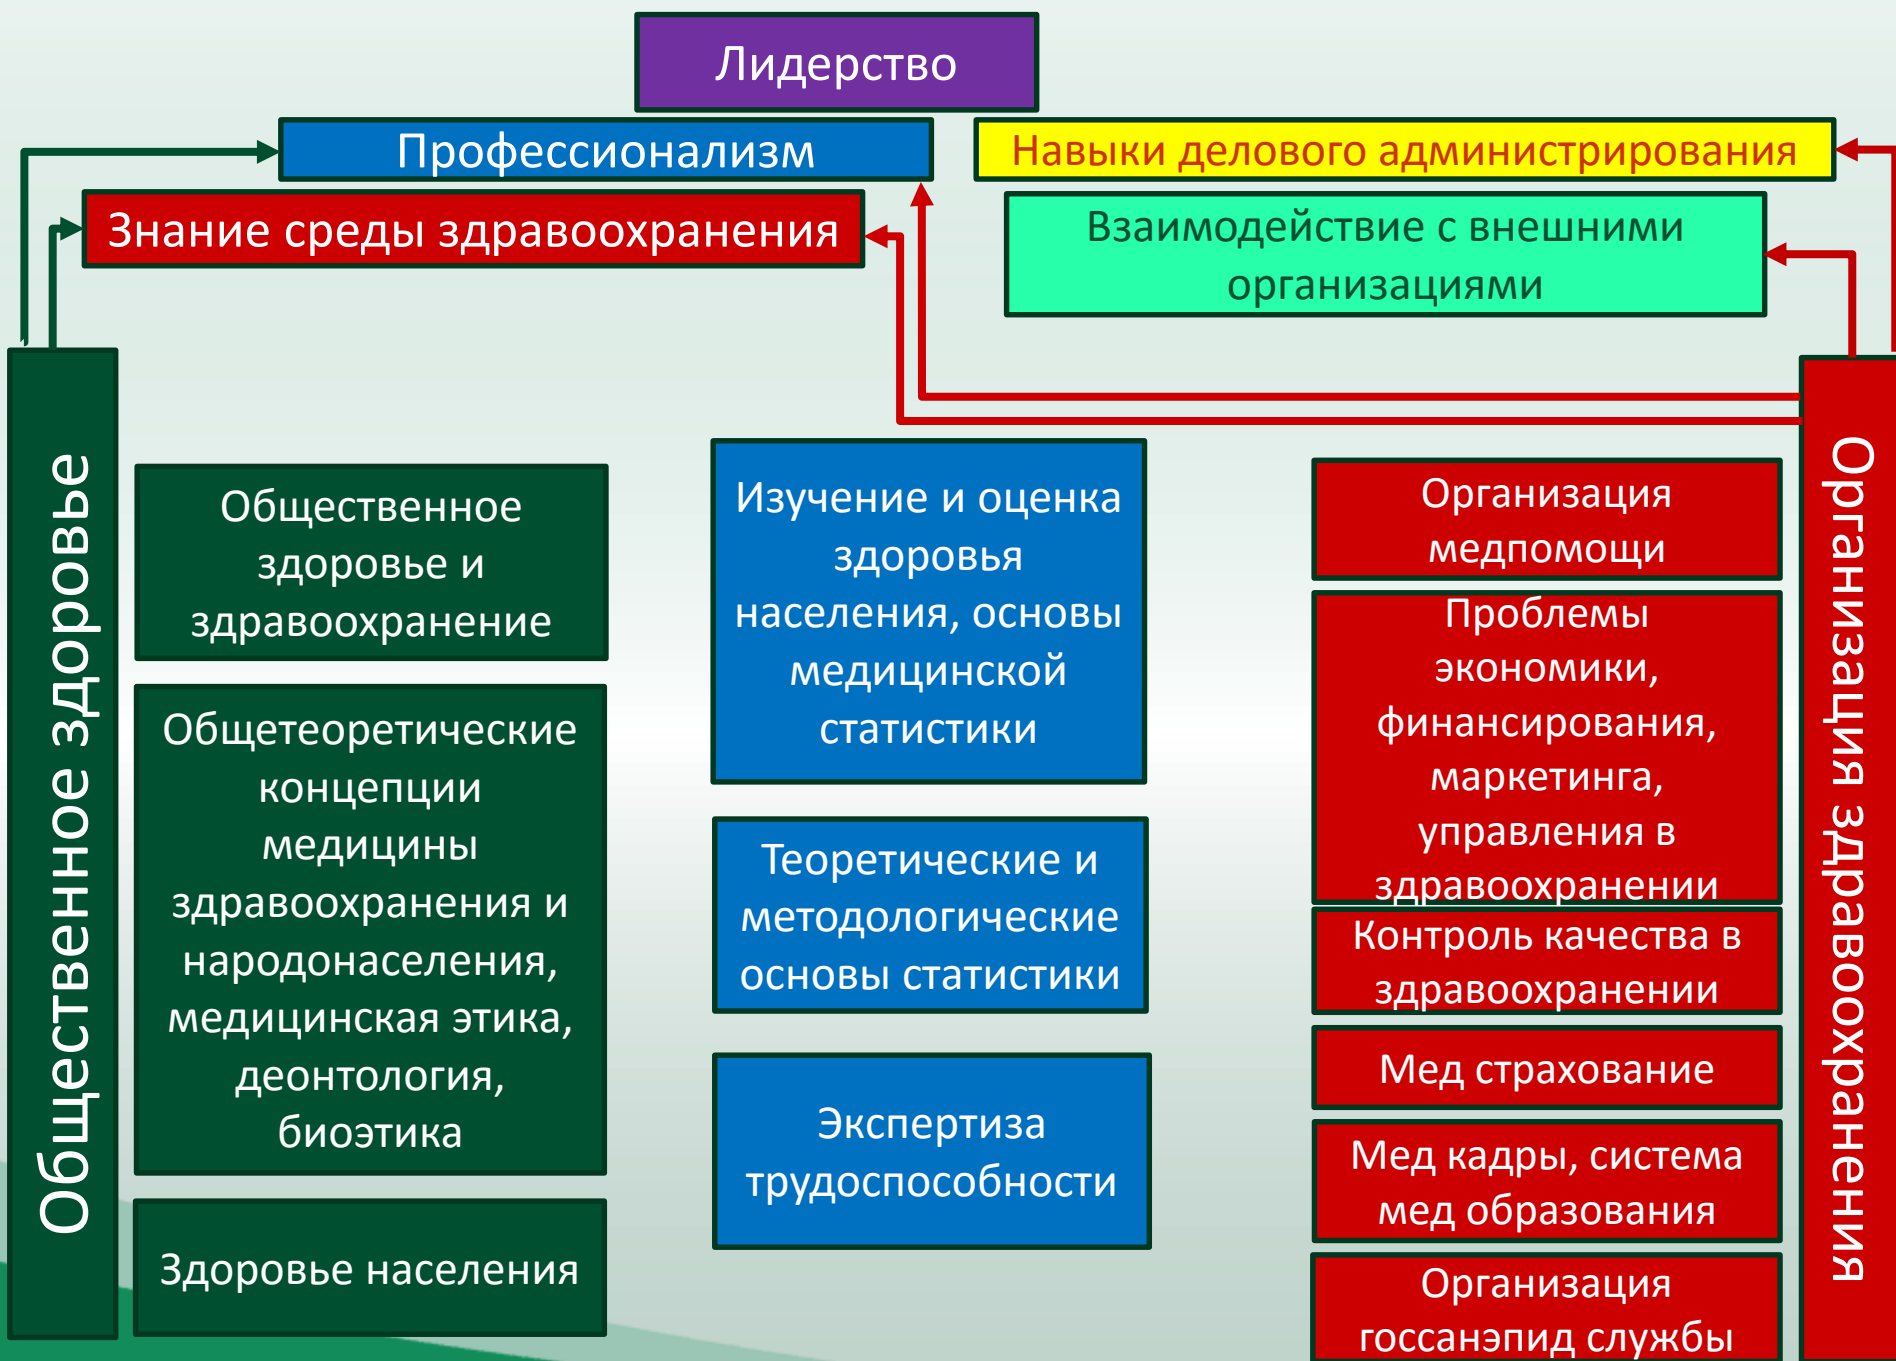 Лидерство
Профессионализм
Навыки делового администрирования
Знание среды здравоохранения
Взаимодействие с внешними
организациями
Общественное здоровье
Общественное
здоровье и
здравоохранение
Общетеоретические
концепции
медицины
здравоохранения и
народонаселения,
медицинская этика,
деонтология,
биоэтика
Здоровье населения
Изучение и оценка
здоровья
населения, основы
медицинской
статистики
Теоретические и
методологические
основы статистики
Экспертиза
трудоспособности
Организация
медпомощи
Проблемы
экономики,
финансирования,
маркетинга,
управления в
здравоохранении
Контроль качества в
здравоохранении
Мед страхование
Мед кадры, система
мед образования
Организация
госсанэпид службы
Организация здравоохранения